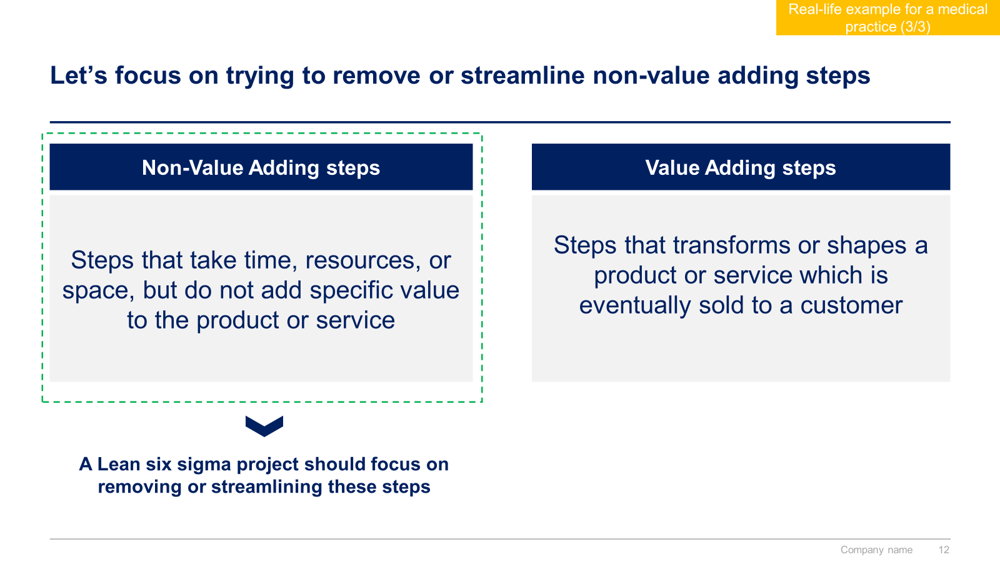 Real-life example for a medical
practice (3/3)
Let’s focus on trying to remove or streamline non-value adding steps
Non-Value Adding steps
Steps that take time, resources, or
space, but do not add specific value
to the product or service
Value Adding steps
Steps that transforms or shapes a
product or service which is
eventually sold to a customer
A Lean six sigma project should focus on
removing or streamlining these steps
Company name 12